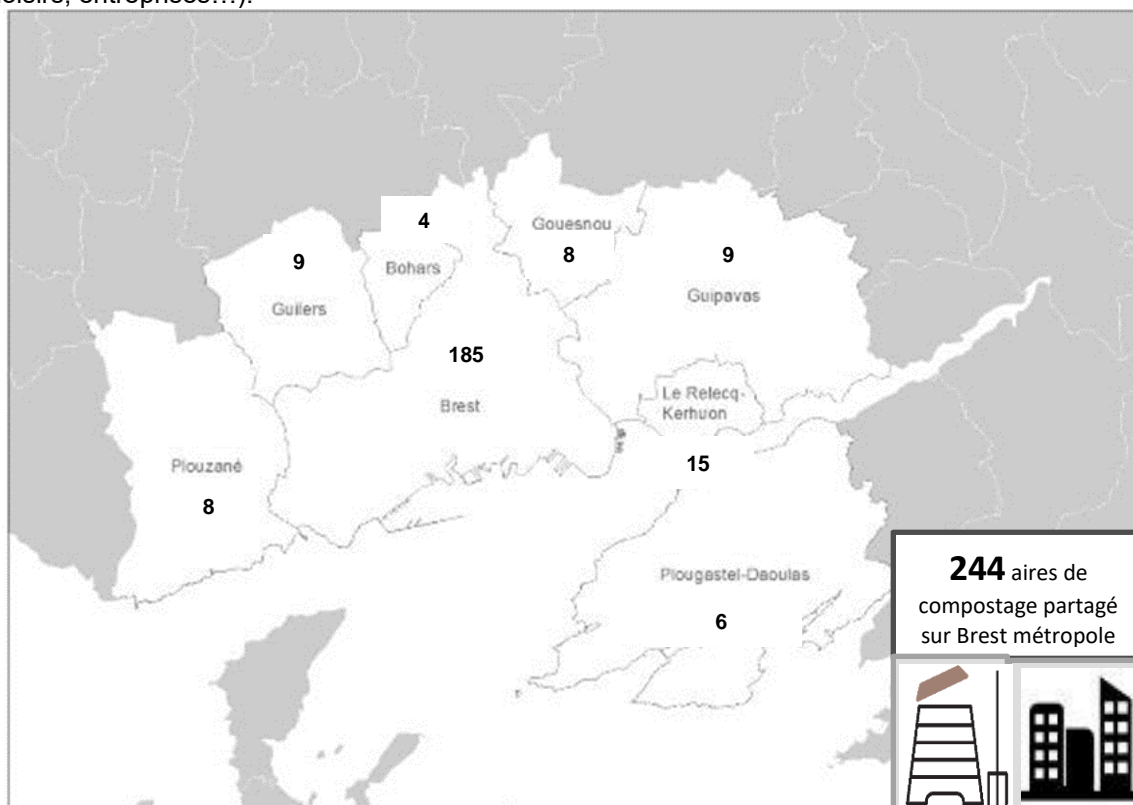 loisirs, entreprises…).
4
Gouesnou
8
9
Bohars
9
Guilers
Guipavas
185
Brest
Le Relecq-
Kerhuon
15
Plouzané
8
Plougastel-Daoulas
6
244 aires de
compostage partagé
sur Brest métropole